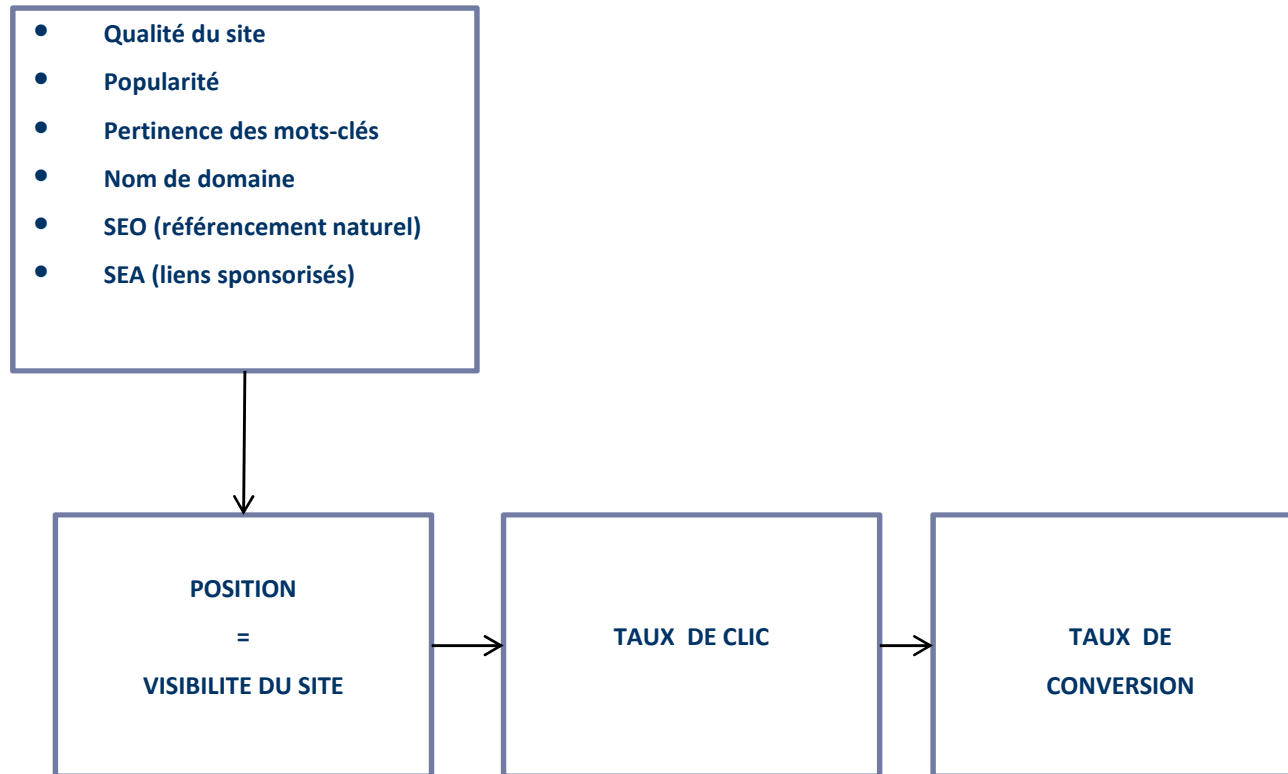 • Qualité du site
• Popularité
• Pertinence des mots-clés
• Nom de domaine
• SEO (référencement naturel)
• SEA (liens sponsorisés)
POSITION
=
VISIBILITE DU SITE
TAUX DE CLIC
TAUX DE
CONVERSION